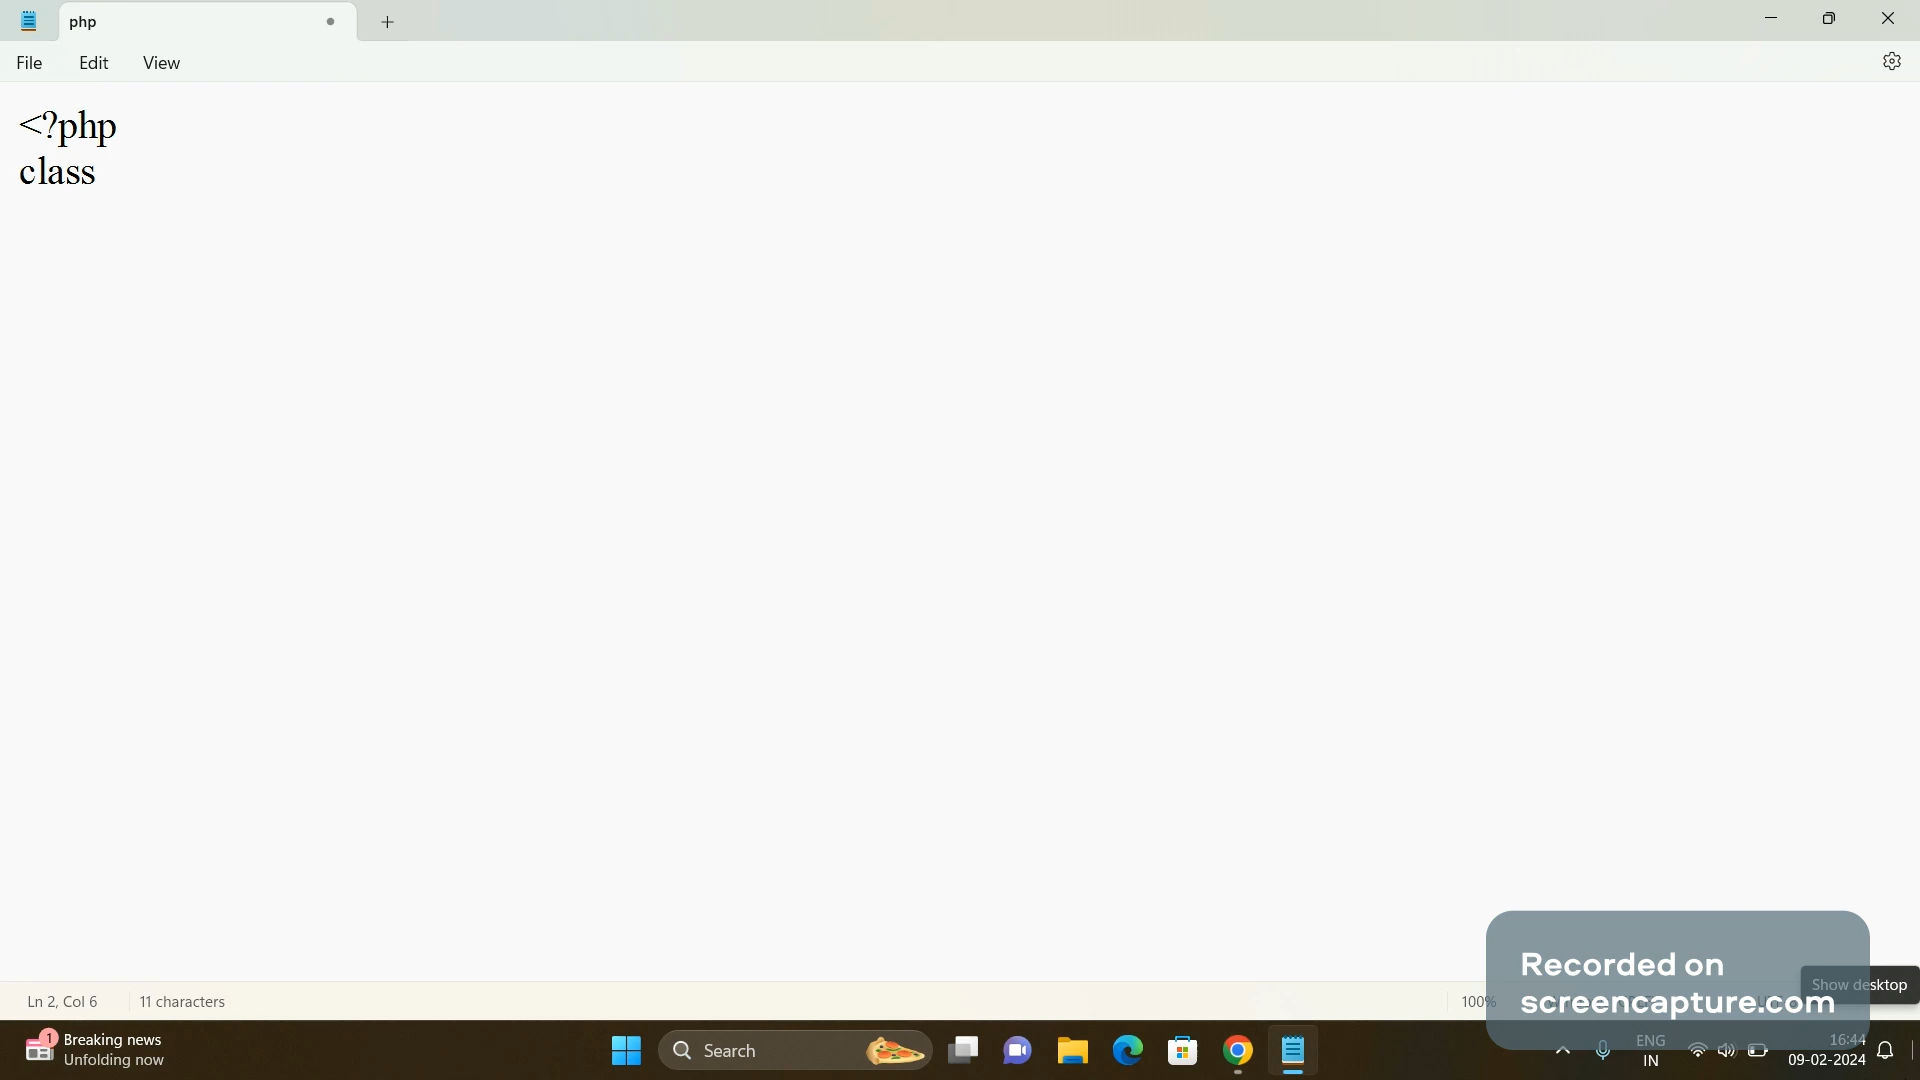 php
File Edit View
<?php
class
Ln 2, Col 6 11 characters 100%
Recorded on
screencapture.com
Show desktop
1 Breaking news
Unfolding now
Search
ENG
IN
16:44
09-02-2024